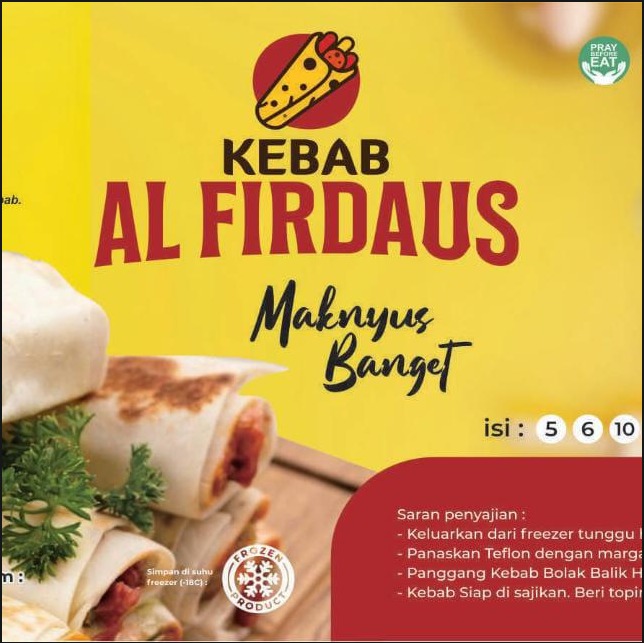 PRAY
BEFORE
EAT
KEBAB
AL FIRDAUS
Maknyus
Banget
isi : 5 6 10
Saran penyajian :
- Keluarkan dari freezer tunggu
- Panaskan Teflon dengan
- Panggang Kebab Bolak Balik
- Kebab Siap di sajikan. Beri
Simpan di suhu
freezer (-18C) :
FROZEN
PRODUCT